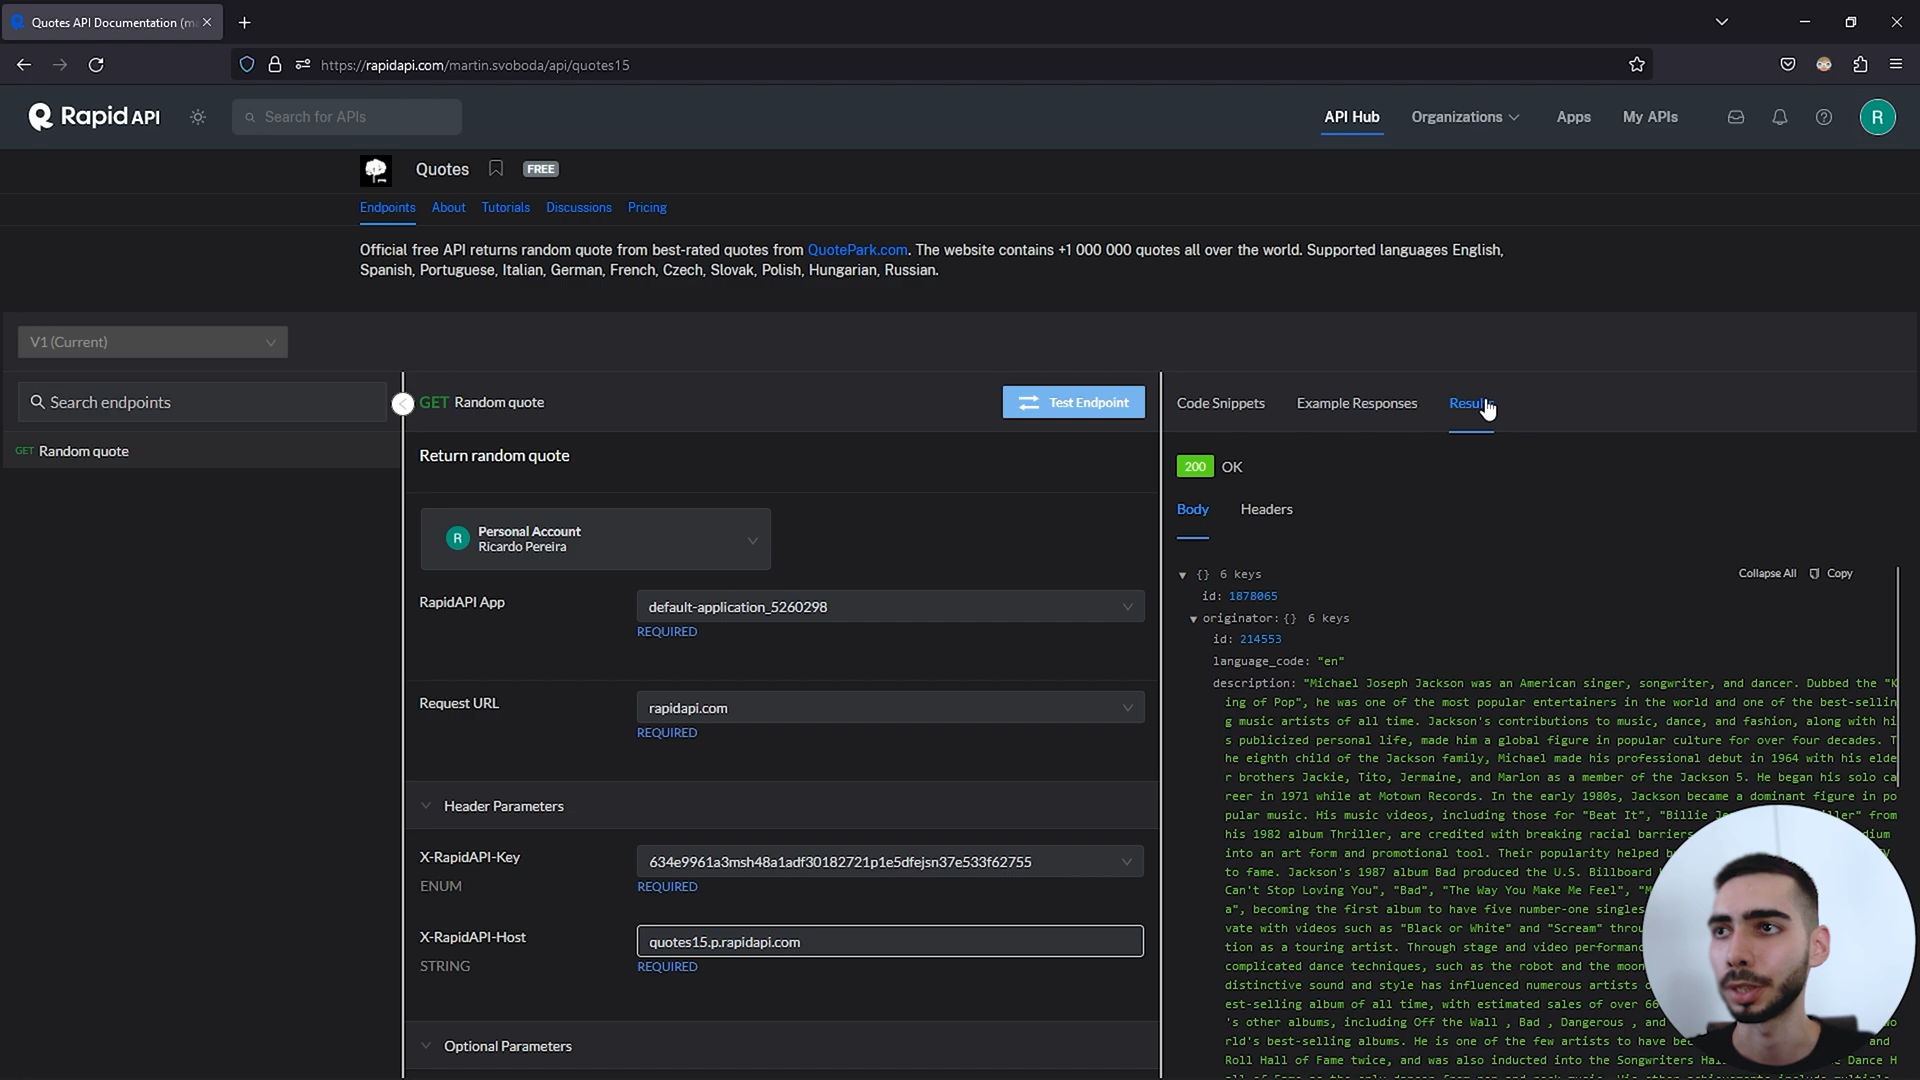 Quotes API Documentation (m
https://rapidapi.com/martin.svoboda/api/quotes15
Rapid API
Search for APIs
API Hub
Organizations
Apps
My APIs
R
Quotes
FREE
Endpoints
About
Tutorials
Discussions
Pricing
Official free API returns random quote from best-rated quotes from QuotePark.com. The website contains +1 000 000 quotes all over the world. Supported languages English,
Spanish, Portuguese, Italian, German, French, Czech, Slovak, Polish, Hungarian, Russian.
V1 (Current)
Search endpoints
GET Random quote
GET Random quote
Test Endpoint
Return random quote
R
Personal Account
Ricardo Pereira
RapidAPI App
default-application_5260298
REQUIRED
Request URL
rapidapi.com
REQUIRED
Header Parameters
X-RapidAPI-Key
634e9961a3msh48a1adf30182721p1e5dfejsn37e533f62755
ENUM
REQUIRED
X-RapidAPI-Host
quotes15.p.rapidapi.com
STRING
REQUIRED
Optional Parameters
Code Snippets
Example Responses
Resul
200 OK
Body
Headers
{} 6 keys
Collapse All
Copy
id: 1878065
originator: {} 6 keys
id: 214553
language_code: "en"
description: "Michael Joseph Jackson was an American singer, songwriter, and dancer. Dubbed the "K
ing of Pop", he was one of the most popular entertainers in the world and one of the best-sellin
g music artists of all time. Jackson's contributions to music, dance, and fashion, along with hi
s publicized personal life, made him a global figure in popular culture for over four decades. T
he eighth child of the Jackson family, Michael made his professional debut in 1964 with his elde
r brothers Jackie, Tito, Jermaine, and Marlon as a member of the Jackson 5. He began his solo ca
reer in 1971 while at Motown Records. In the early 1980s, Jackson became a dominant figure in po
pular music. His music videos, including those for "Beat It", "Billie Je ller" from
his 1982 album Thriller, are credited with breaking racial barriers dium
into an art form and promotional tool. Their popularity helped b
to fame. Jackson's 1987 album Bad produced the U.S. Billboard
Can't Stop Loving You", "Bad", "The Way You Make Me Feel", "M
a", becoming the first album to have five number-one singles
vate with videos such as "Black or White" and "Scream" throu
tion as a touring artist. Through stage and video performanc
complicated dance techniques, such as the robot and the moon
distinctive sound and style has influenced numerous artists
est-selling album of all time, with estimated sales of over 66
's other albums, including Off the Wall , Bad , Dangerous , and wo
rld's best-selling albums. He is one of the few artists to have bec and
Roll Hall of Fame twice, and was also inducted into the Songwriters Hal e Dance H